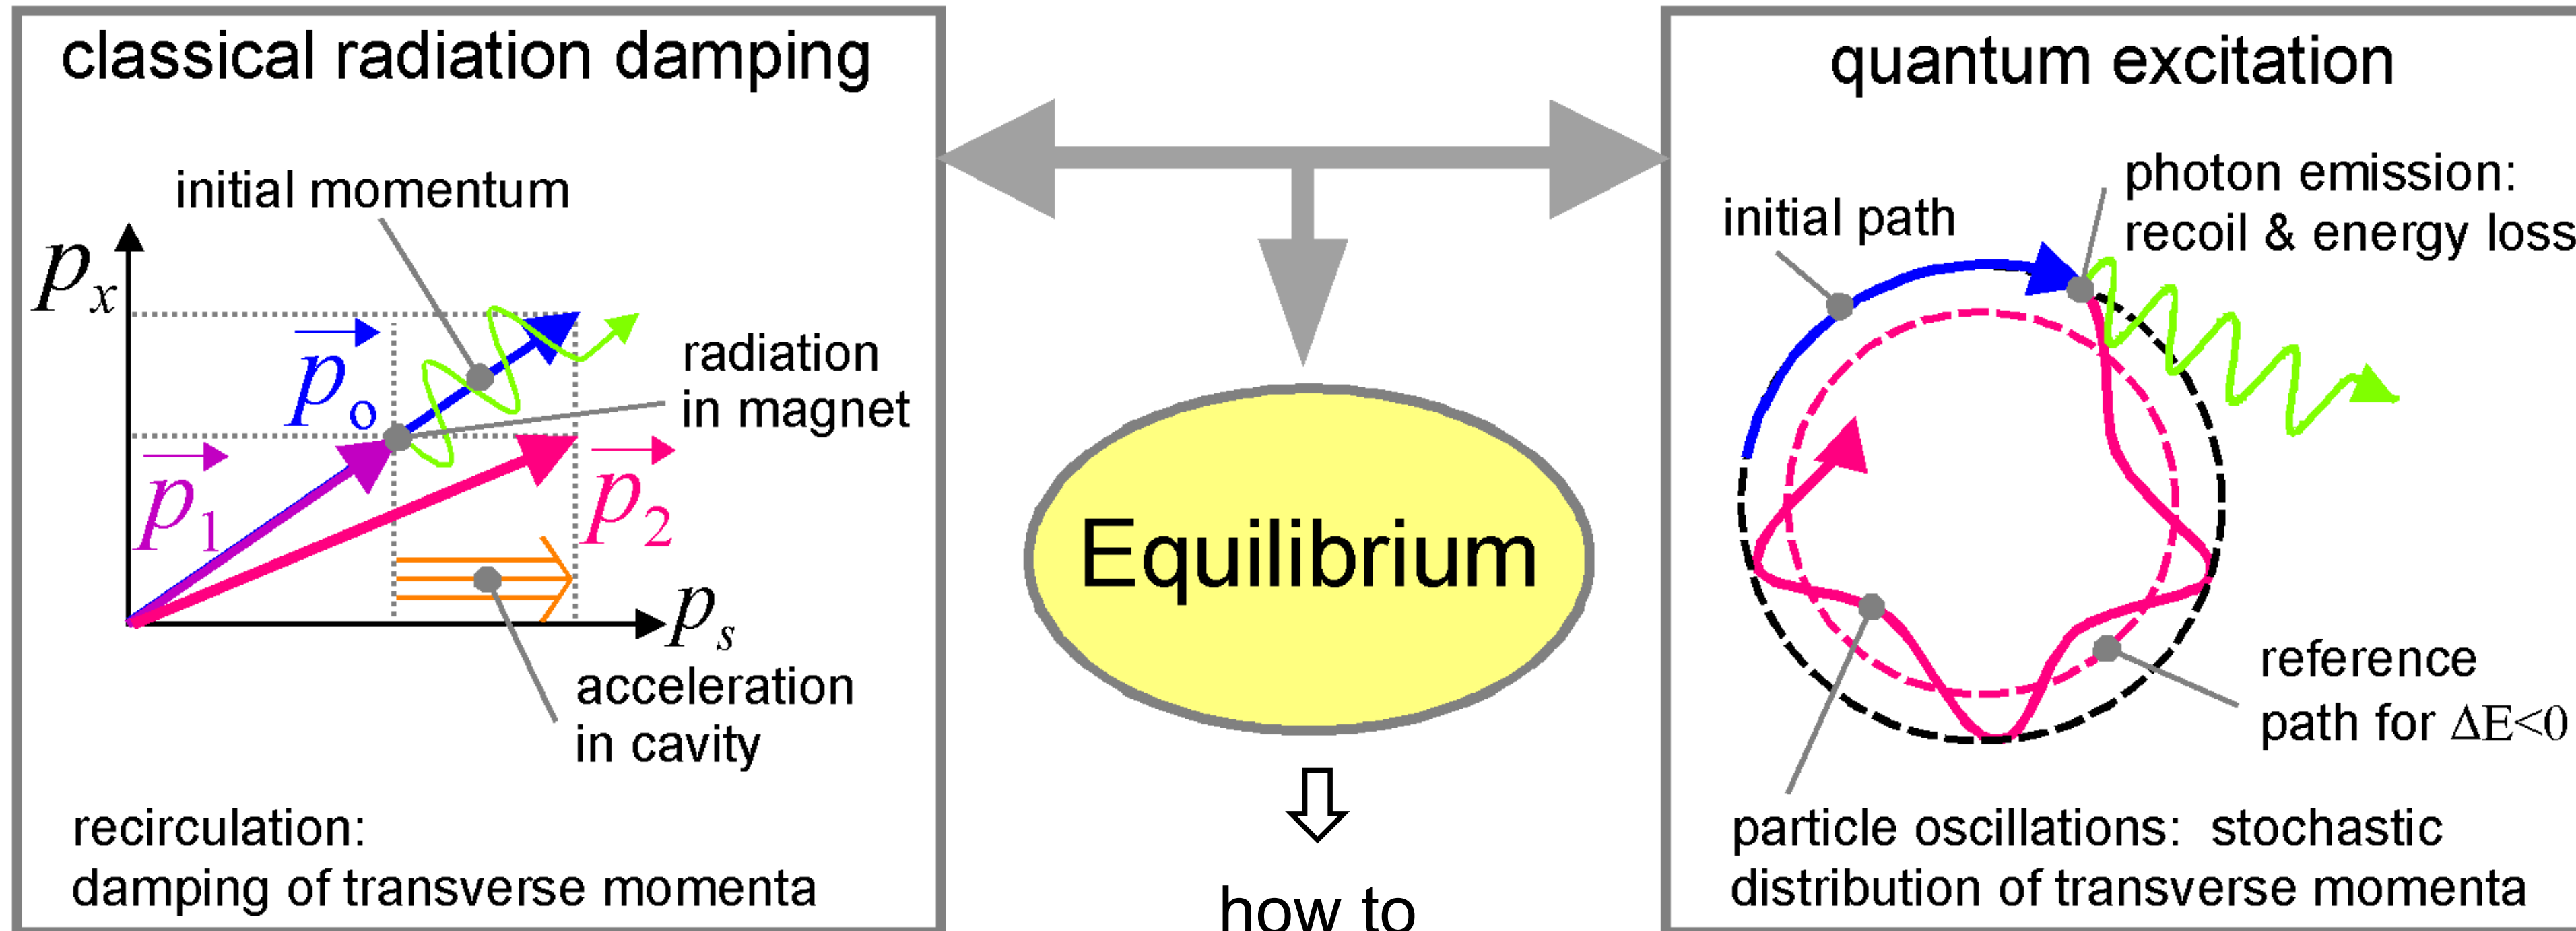 classical radiation damping
initial momentum
p_x
p_o
radiation
in magnet
p_1
p_2
p_s
acceleration
in cavity
recirculation:
damping of transverse momenta
Equilibrium
how to
quantum excitation
photon emission:
recoil & energy loss
initial path
reference
path for ΔE<0
particle oscillations: stochastic
distribution of transverse momenta